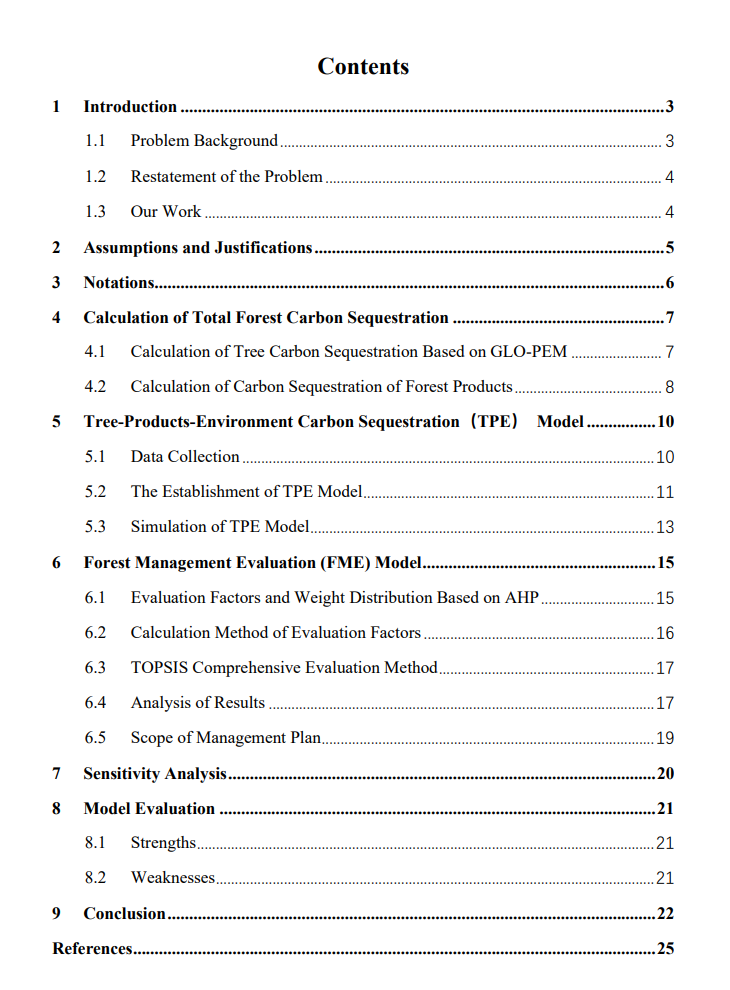 Contents
1 Introduction ........................................................................................................................3
1.1 Problem Background........................................................................................................ 3
1.2 Restatement of the Problem ............................................................................................. 4
1.3 Our Work ......................................................................................................................... 4
2 Assumptions and Justifications........................................................................................5
3 Notations............................................................................................................................6
4 Calculation of Total Forest Carbon Sequestration ........................................................7
4.1 Calculation of Tree Carbon Sequestration Based on GLO-PEM ...................... 7
4.2 Calculation of Carbon Sequestration of Forest Products................................... 8
5 Tree-Products-Environment Carbon Sequestration（TPE） Model ................10
5.1 Data Collection ...................................................................................................10
5.2 The Establishment of TPE Model.......................................................................11
5.3 Simulation of TPE Model...................................................................................13
6 Forest Management Evaluation (FME) Model......................................................15
6.1 Evaluation Factors and Weight Distribution Based on AHP............................15
6.2 Calculation Method of Evaluation Factors ........................................................16
6.3 TOPSIS Comprehensive Evaluation Method.....................................................17
6.4 Analysis of Results .............................................................................................17
6.5 Scope of Management Plan................................................................................19
7 Sensitivity Analysis...................................................................................................20
8 Model Evaluation .....................................................................................................21
8.1 Strengths..............................................................................................................21
8.2 Weaknesses.........................................................................................................21
9 Conclusion.................................................................................................................22
References.........................................................................................................................25